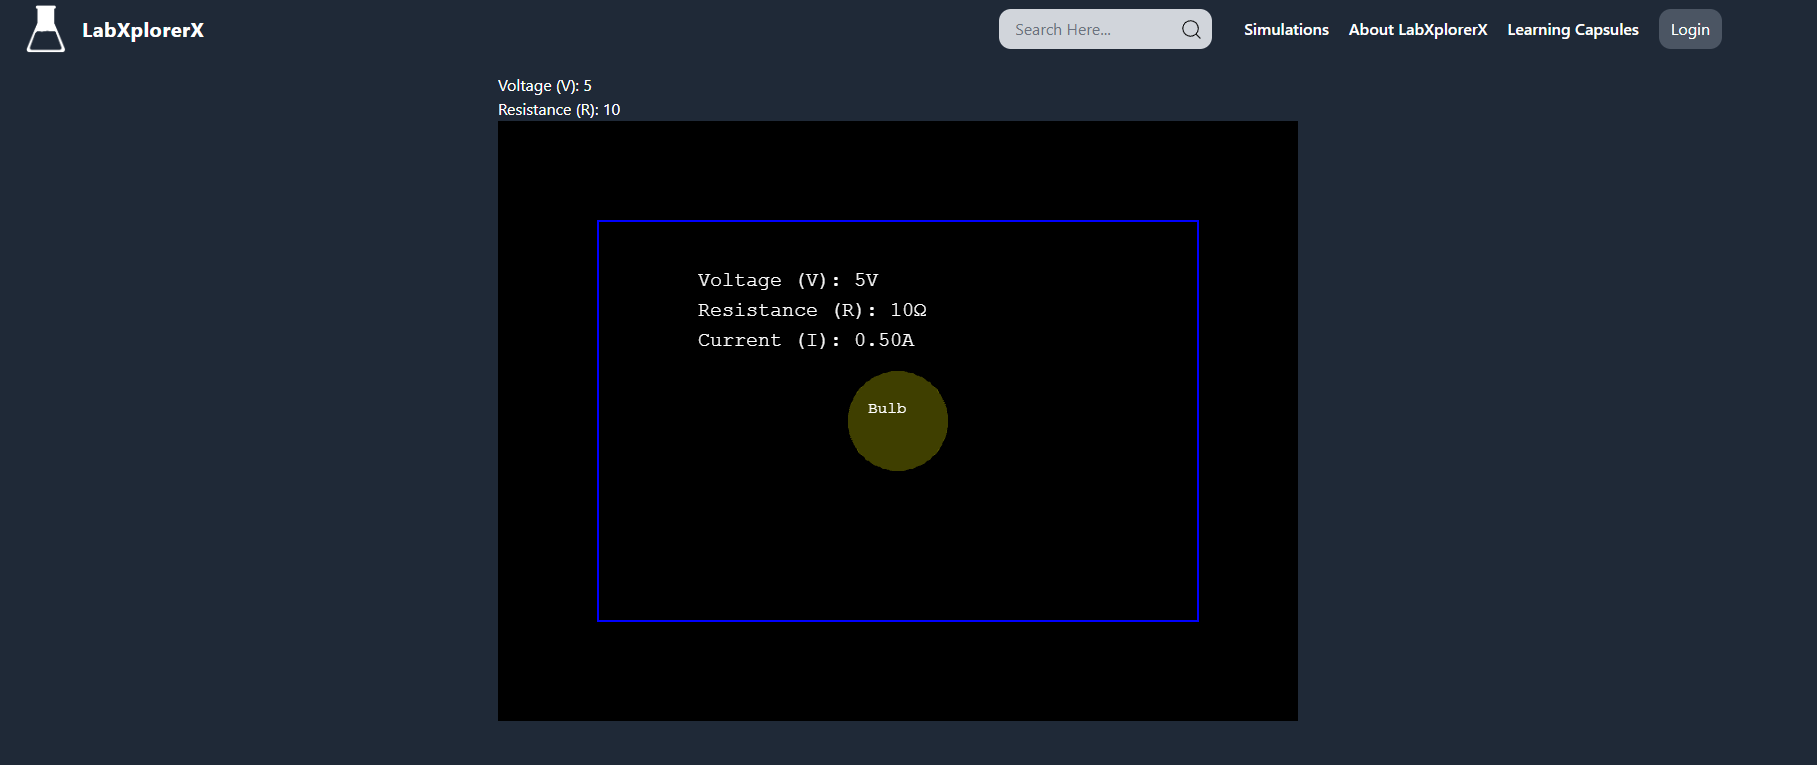 LabXplorerX
Search Here...
Simulations
About LabXplorerX
Learning Capsules
Login
Voltage (V): 5
Resistance (R): 10
Voltage (V): 5V
Resistance (R): 10Ω
Current (I): 0.50A
Bulb